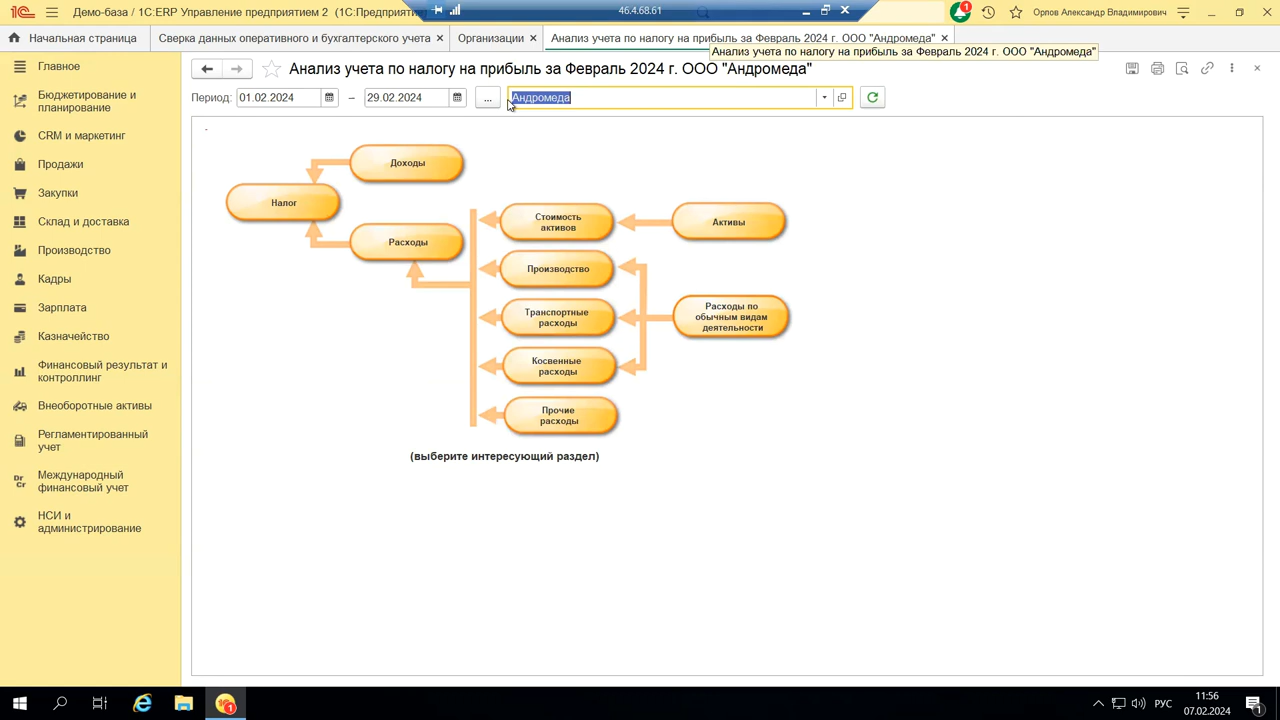 46.4.68.61
Демо-база / 1С:ERP Управление предприятием 2 (1С:Предприятие
1
Орлов Александр Владимирович
Начальная страница
Сверка данных оперативного и бухгалтерского учета
Организации
Анализ учета по налогу на прибыль за Февраль 2024 г. ООО "Андромеда"
Анализ учета по налогу на прибыль за Февраль 2024 г. ООО "Андромеда"
Главное
Бюджетирование и
планирование
CRM и маркетинг
Продажи
Закупки
Склад и доставка
Производство
Кадры
Зарплата
Казначейство
Финансовый результат и
контроллинг
Внеоборотные активы
Регламентированный
учет
Международный
финансовый учет
НСИ и
администрирование
Анализ учета по налогу на прибыль за Февраль 2024 г. ООО "Андромеда"
Период: 01.02.2024 – 29.02.2024 ... Андромеда
Доходы
Налог
Расходы
Стоимость
активов
Активы
Производство
Транспортные
расходы
Расходы по
обычным видам
деятельности
Косвенные
расходы
Прочие
расходы
(выберите интересующий раздел)
1
РУС
11:56
07.02.2024
1